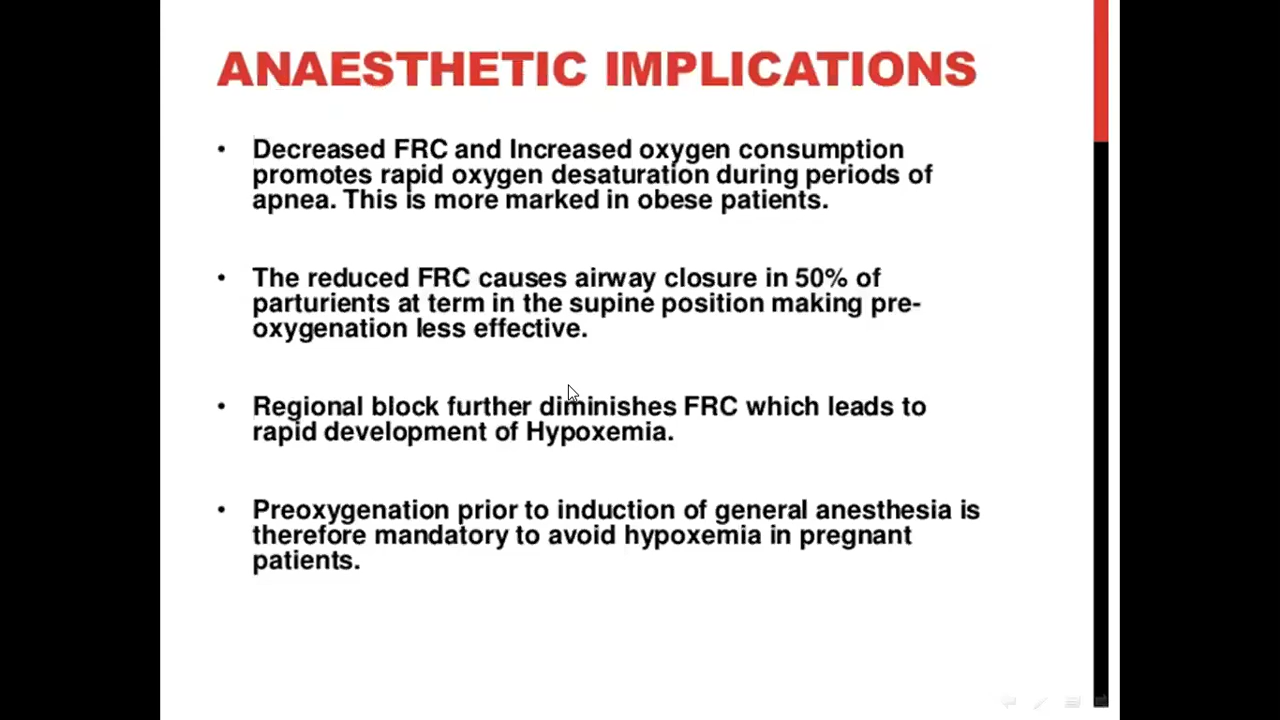 ANAESTHETIC IMPLICATIONS
• Decreased FRC and Increased oxygen consumption
promotes rapid oxygen desaturation during periods of
apnea. This is more marked in obese patients.
• The reduced FRC causes airway closure in 50% of
parturients at term in the supine position making pre-
oxygenation less effective.
• Regional block further diminishes FRC which leads to
rapid development of Hypoxemia.
• Preoxygenation prior to induction of general anesthesia is
therefore mandatory to avoid hypoxemia in pregnant
patients.